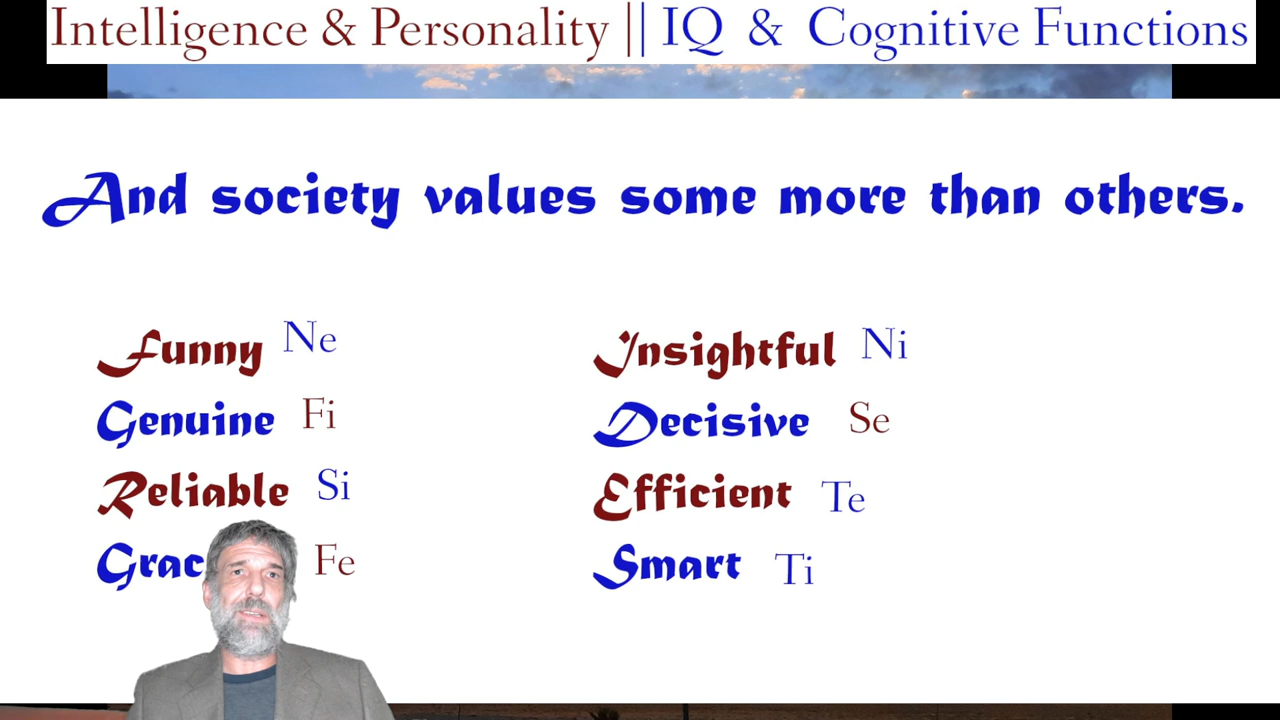 Intelligence & Personality || IQ & Cognitive Functions
And society values some more than others.
Funny Ne
Genuine Fi
Reliable Si
Fe
Insightful Ni
Decisive Se
Efficient Te
Smart Ti